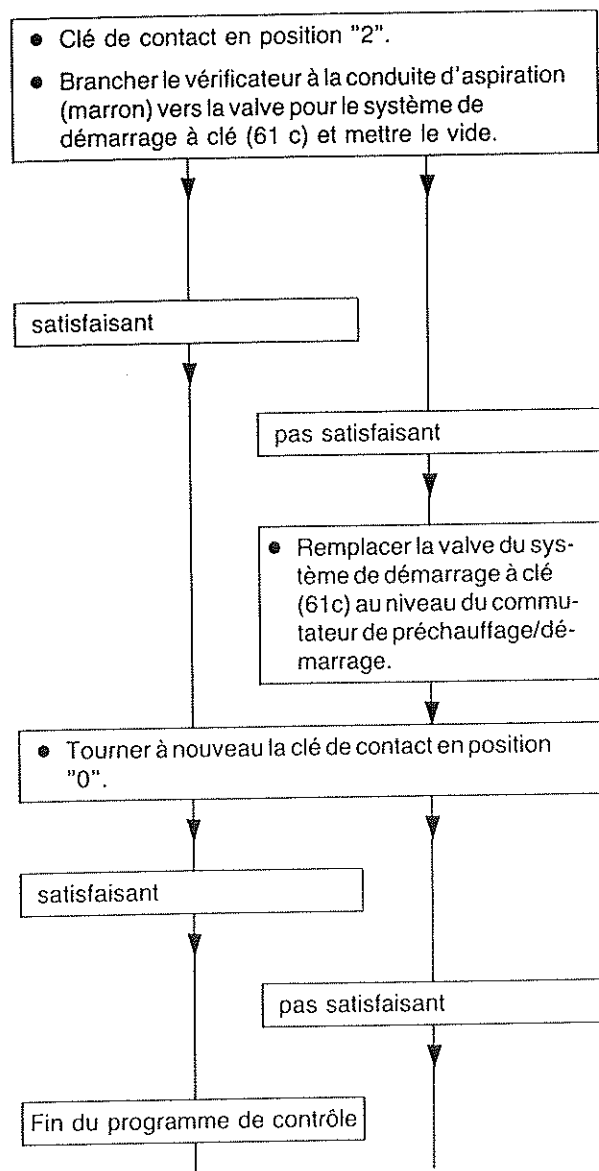 ● Clé de contact en position "2".
● Brancher le vérificateur à la conduite d'aspiration
(marron) vers la valve pour le système de
démarrage à clé (61 c) et mettre le vide.
satisfaisant
pas satisfaisant
● Remplacer la valve du sys-
tème de démarrage à clé
(61c) au niveau du commu-
tateur de préchauffage/dé-
marrage.
● Tourner à nouveau la clé de contact en position
"0".
satisfaisant
pas satisfaisant
Fin du programme de contrôle